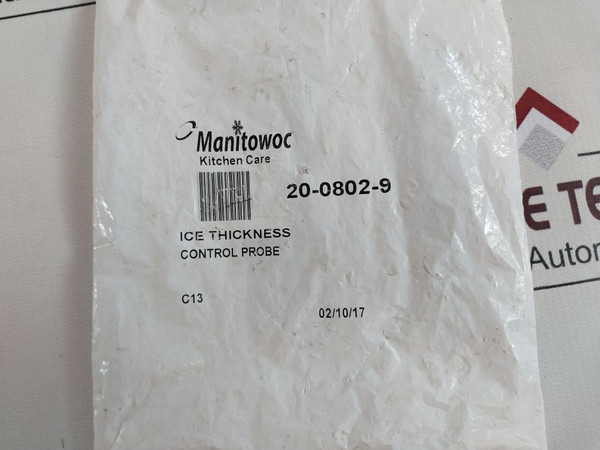 Manitowoc
Kitchen Care
20-0802-9
ICE THICKNESS
CONTROL PROBE
C13
02/10/17
E TE
Autom